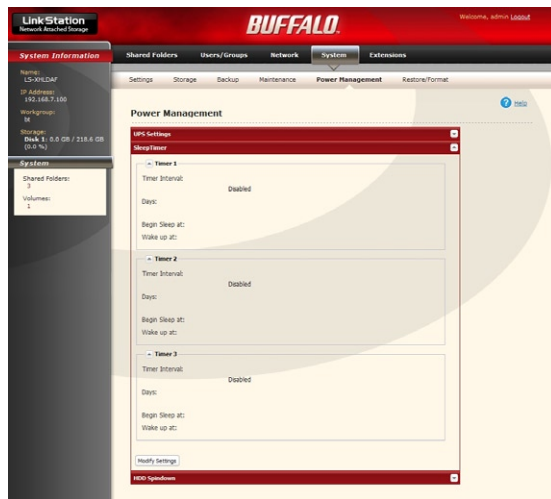 LinkStation
Network Attached Storage
BUFFALO
Welcome, admin Logout
System Information
Shared Folders Users/Groups Network System Extensions
Settings Storage Backup Maintenance Power Management Restore/Format
Name:
LS-XHLDAF
IP Address:
192.168.7.100
Workgroup:
bt
Storage:
Disk 1: 0.0 GB / 218.6 GB
(0.0 %)
System
Shared Folders:
3
Volumes:
1
Help
Power Management
UPS Settings
SleepTimer
Timer 1
Timer Interval:
Disabled
Days:
Begin Sleep at:
Wake up at:
Timer 2
Timer Interval:
Disabled
Days:
Begin Sleep at:
Wake up at:
Timer 3
Timer Interval:
Disabled
Days:
Begin Sleep at:
Wake up at:
Modify Settings
HDD Spindown